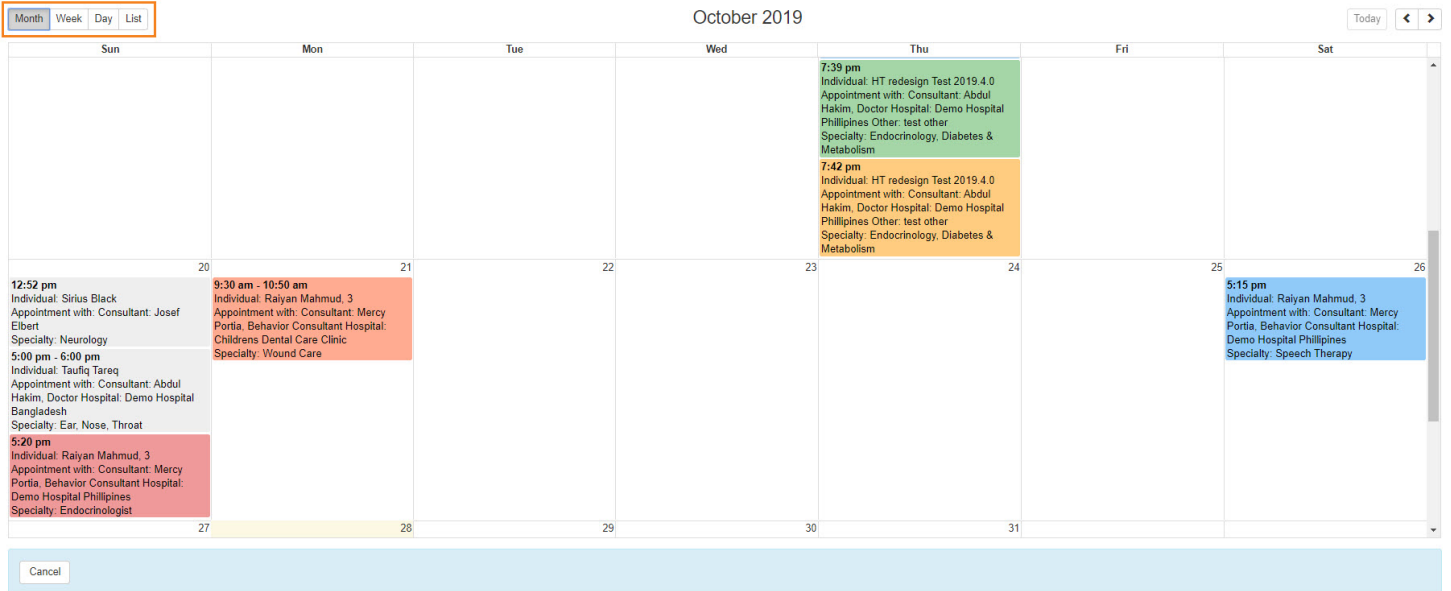 Month Week Day List
October 2019
Today
Sun Mon Tue Wed Thu Fri Sat
7:39 pm
Individual: HT redesign Test 2019.4.0
Appointment with: Consultant: Abdul
Hakim, Doctor Hospital: Demo Hospital
Phillipines Other: test other
Specialty: Endocrinology, Diabetes &
Metabolism
7:42 pm
Individual: HT redesign Test 2019.4.0
Appointment with: Consultant: Abdul
Hakim, Doctor Hospital: Demo Hospital
Phillipines Other: test other
Specialty: Endocrinology, Diabetes &
Metabolism
20 21 22 23 24 25 26
12:52 pm
Individual: Sirius Black
Appointment with: Consultant: Josef
Elbert
Specialty: Neurology
5:00 pm - 6:00 pm
Individual: Taufiq Tareq
Appointment with: Consultant: Abdul
Hakim, Doctor Hospital: Demo Hospital
Bangladesh
Specialty: Ear, Nose, Throat
5:20 pm
Individual: Raiyan Mahmud, 3
Appointment with: Consultant: Mercy
Portia, Behavior Consultant Hospital:
Demo Hospital Phillipines
Specialty: Endocrinologist
9:30 am - 10:50 am
Individual: Raiyan Mahmud, 3
Appointment with: Consultant: Mercy
Portia, Behavior Consultant Hospital:
Childrens Dental Care Clinic
Specialty: Wound Care
5:15 pm
Individual: Raiyan Mahmud, 3
Appointment with: Consultant: Mercy
Portia, Behavior Consultant Hospital:
Demo Hospital Phillipines
Specialty: Speech Therapy
27 28 29 30 31
Cancel